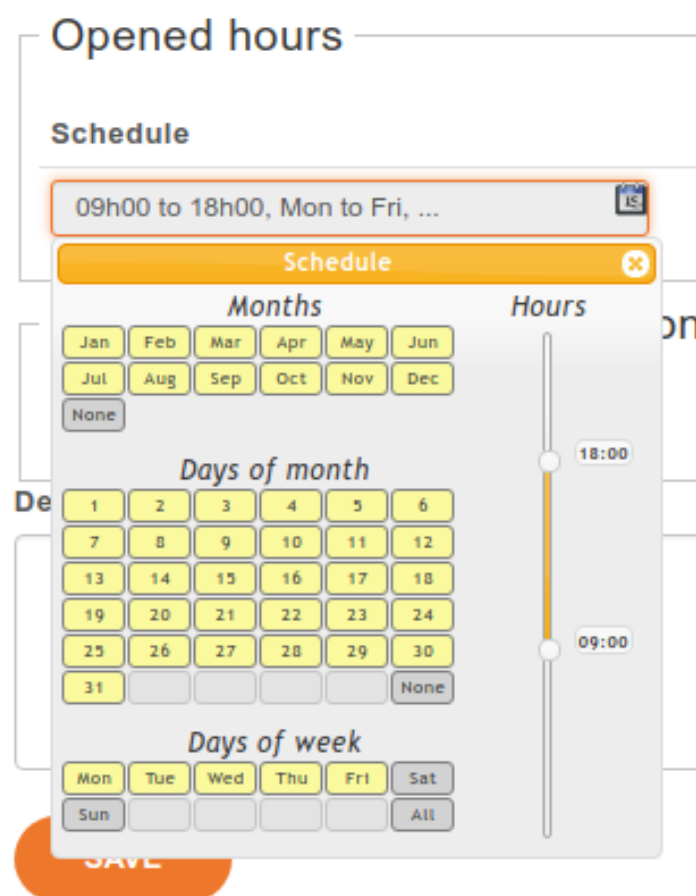 Opened hours
Schedule
09h00 to 18h00, Mon to Fri, ...
15
Schedule
Months
Hours
on
Jan Feb Mar Apr May Jun
Jul Aug Sep Oct Nov Dec
None
18:00
Days of month
De
1 2 3 4 5 6
7 8 9 10 11 12
13 14 15 16 17 18
19 20 21 22 23 24
25 26 27 28 29 30
09:00
31 None
Days of week
Mon Tue Wed Thu Fri Sat
Sun All
SAVE